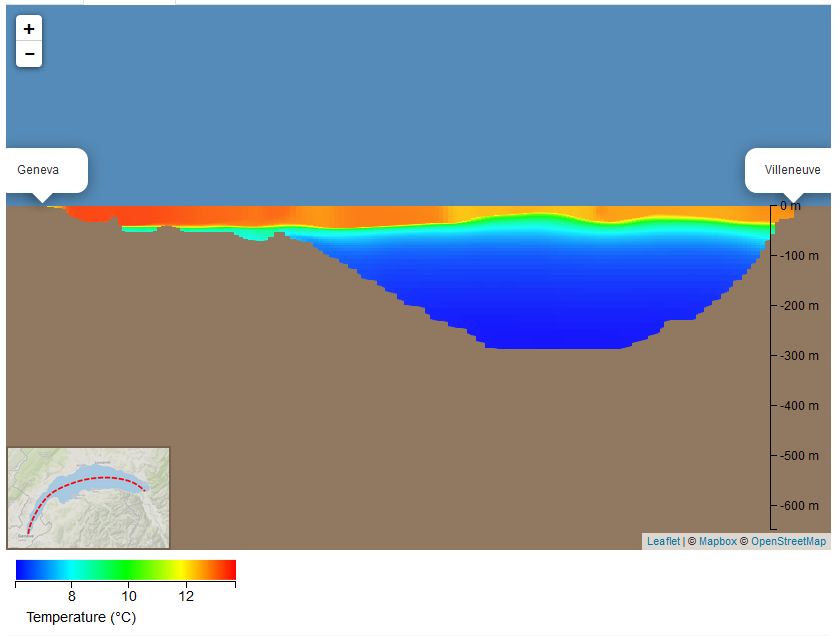 +
−
Geneva
Villeneuve
0 m
-100 m
-200 m
-300 m
-400 m
-500 m
-600 m
Leaflet | © Mapbox © OpenStreetMap
8 10 12
Temperature (°C)